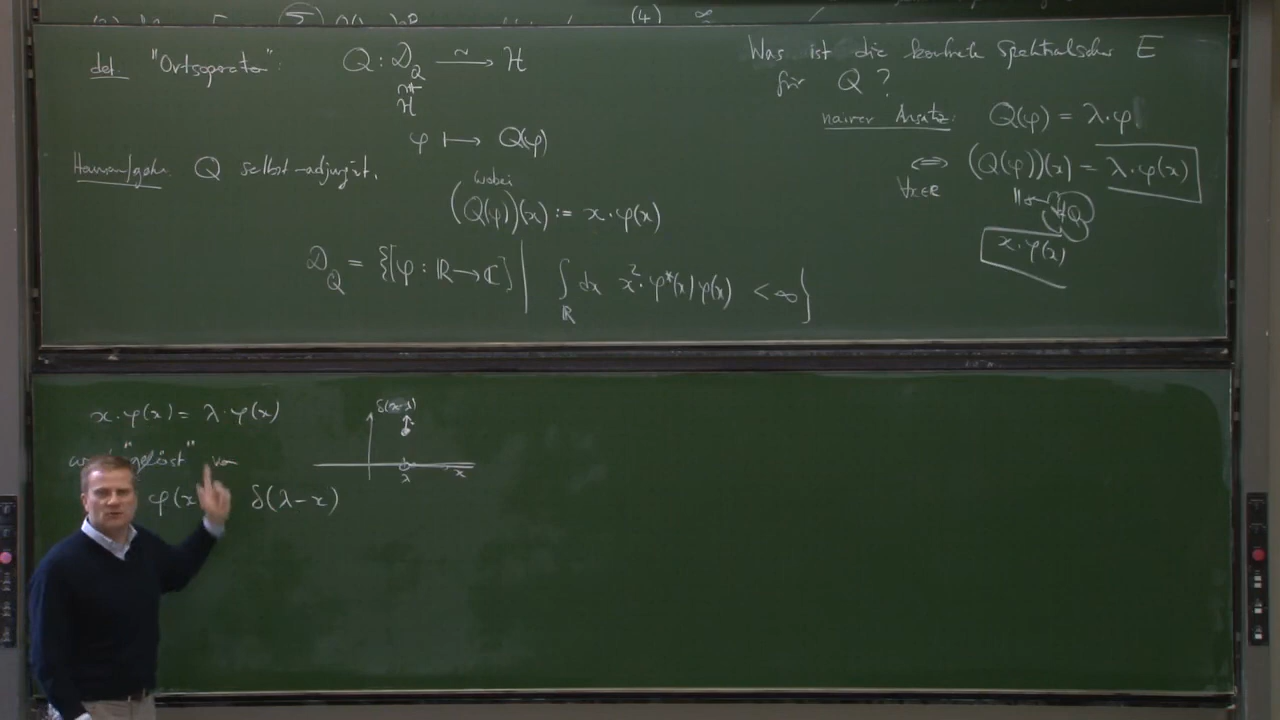 (4) ∞
def. "Ortsoperator": Q : 𝒟_Q ⥲ ℋ
ℋ
φ ⟼ Q(φ)
Hausaufgabe: Q selbst-adjungiert.
wobei
(Q(φ))(x) := x·φ(x)
𝒟_Q = {[φ : ℝ → ℂ] | ∫_ℝ dx x²·φ*(x)φ(x) < ∞}
Was ist die konkrete Spektralschar E
für Q ?
naiver Ansatz: Q(φ) = λ·φ
⇔ (Q(φ))(x) = λ·φ(x)
∀x∈ℝ
Q
x·φ(x)
x·φ(x) = λ·φ(x)
"gelöst" von
φ(x δ(λ−x)
δ(x−λ)
λ x